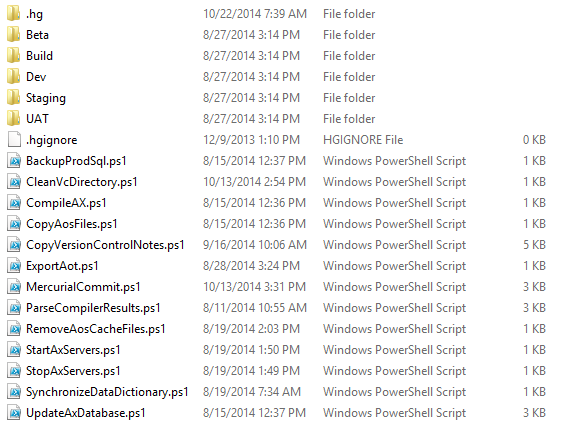 .hg 10/22/2014 7:39 AM File folder
Beta 8/27/2014 3:14 PM File folder
Build 8/27/2014 3:14 PM File folder
Dev 8/27/2014 3:14 PM File folder
Staging 8/27/2014 3:14 PM File folder
UAT 8/27/2014 3:14 PM File folder
.hgignore 12/9/2013 1:10 PM HGIGNORE File 0 KB
BackupProdSql.ps1 8/15/2014 12:37 PM Windows PowerShell Script 1 KB
CleanVcDirectory.ps1 10/13/2014 2:54 PM Windows PowerShell Script 1 KB
CompileAX.ps1 8/15/2014 12:36 PM Windows PowerShell Script 1 KB
CopyAosFiles.ps1 8/15/2014 12:36 PM Windows PowerShell Script 1 KB
CopyVersionControlNotes.ps1 9/16/2014 10:06 AM Windows PowerShell Script 5 KB
ExportAot.ps1 8/28/2014 3:24 PM Windows PowerShell Script 1 KB
MercurialCommit.ps1 10/13/2014 3:31 PM Windows PowerShell Script 3 KB
ParseCompilerResults.ps1 8/11/2014 10:55 AM Windows PowerShell Script 3 KB
RemoveAosCacheFiles.ps1 8/19/2014 2:03 PM Windows PowerShell Script 1 KB
StartAxServers.ps1 8/19/2014 1:50 PM Windows PowerShell Script 1 KB
StopAxServers.ps1 8/19/2014 1:49 PM Windows PowerShell Script 1 KB
SynchronizeDataDictionary.ps1 8/19/2014 7:34 AM Windows PowerShell Script 1 KB
UpdateAxDatabase.ps1 8/15/2014 12:37 PM Windows PowerShell Script 3 KB